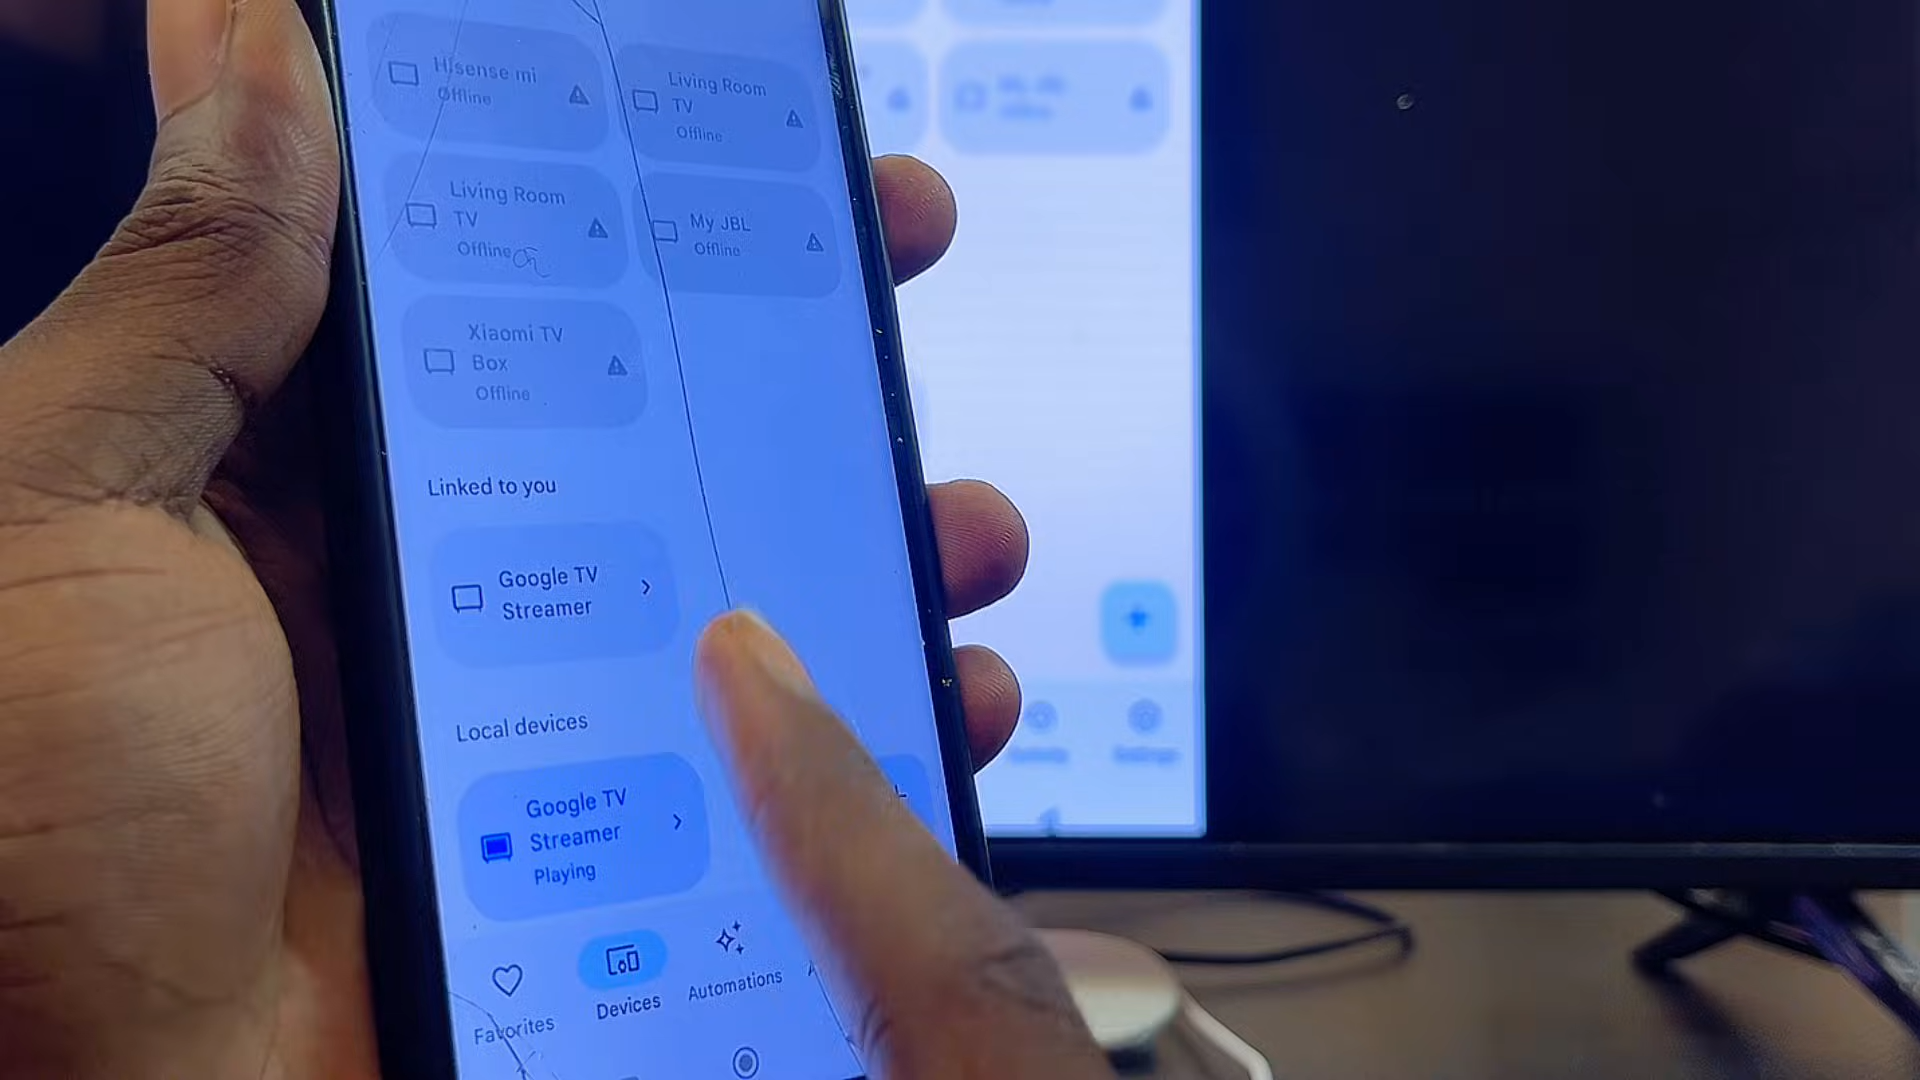 Hisense mi
Offline
Living Room
TV
Offline
Living Room
TV
Offline
My JBL
Offline
Xiaomi TV
Box
Offline
Linked to you
Google TV
Streamer
Local devices
Google TV
Streamer
Playing
Favorites
Devices
Automations